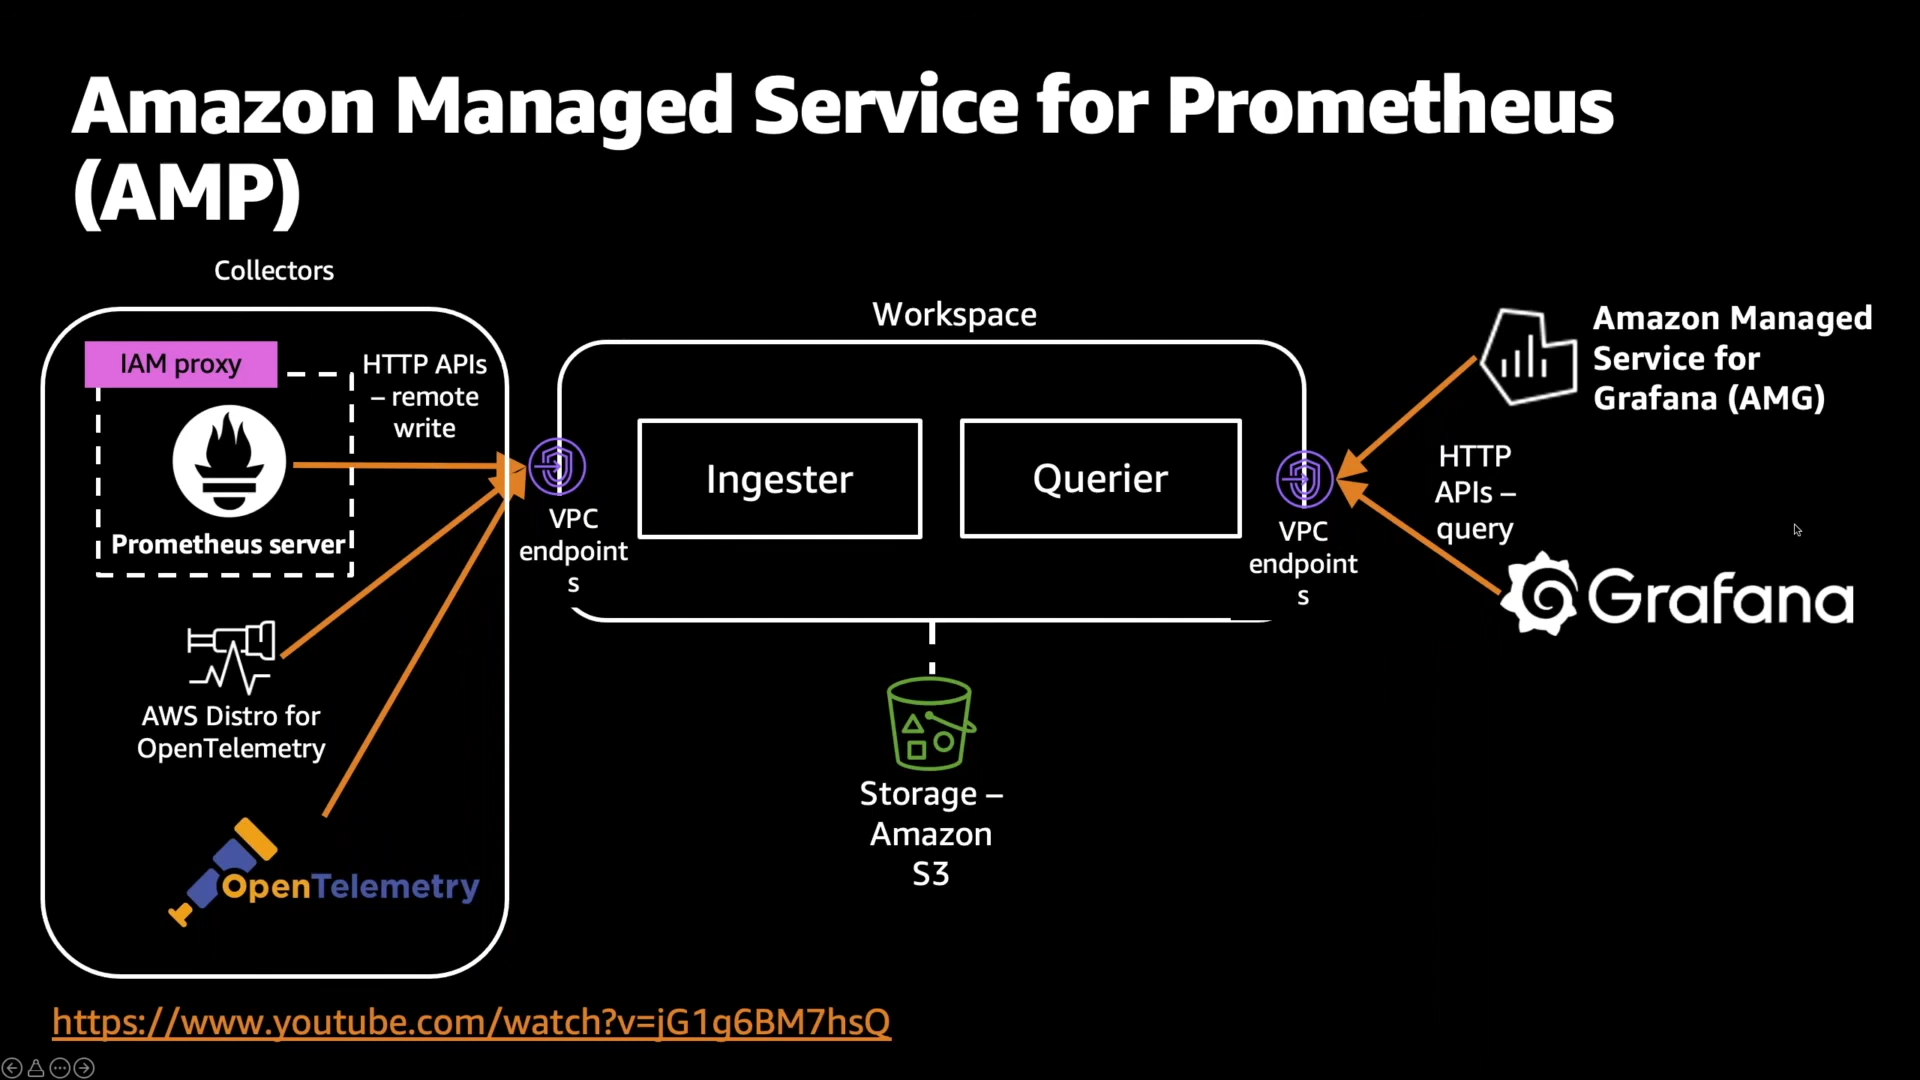 Amazon Managed Service for Prometheus
(AMP)
Collectors
IAM proxy
HTTP APIs
– remote
write
Prometheus server
AWS Distro for
OpenTelemetry
OpenTelemetry
Workspace
VPC
endpoint
s
Ingester
Querier
VPC
endpoint
s
Storage –
Amazon
S3
Amazon Managed
Service for
Grafana (AMG)
HTTP
APIs –
query
Grafana
https://www.youtube.com/watch?v=jG1g6BM7hsQ